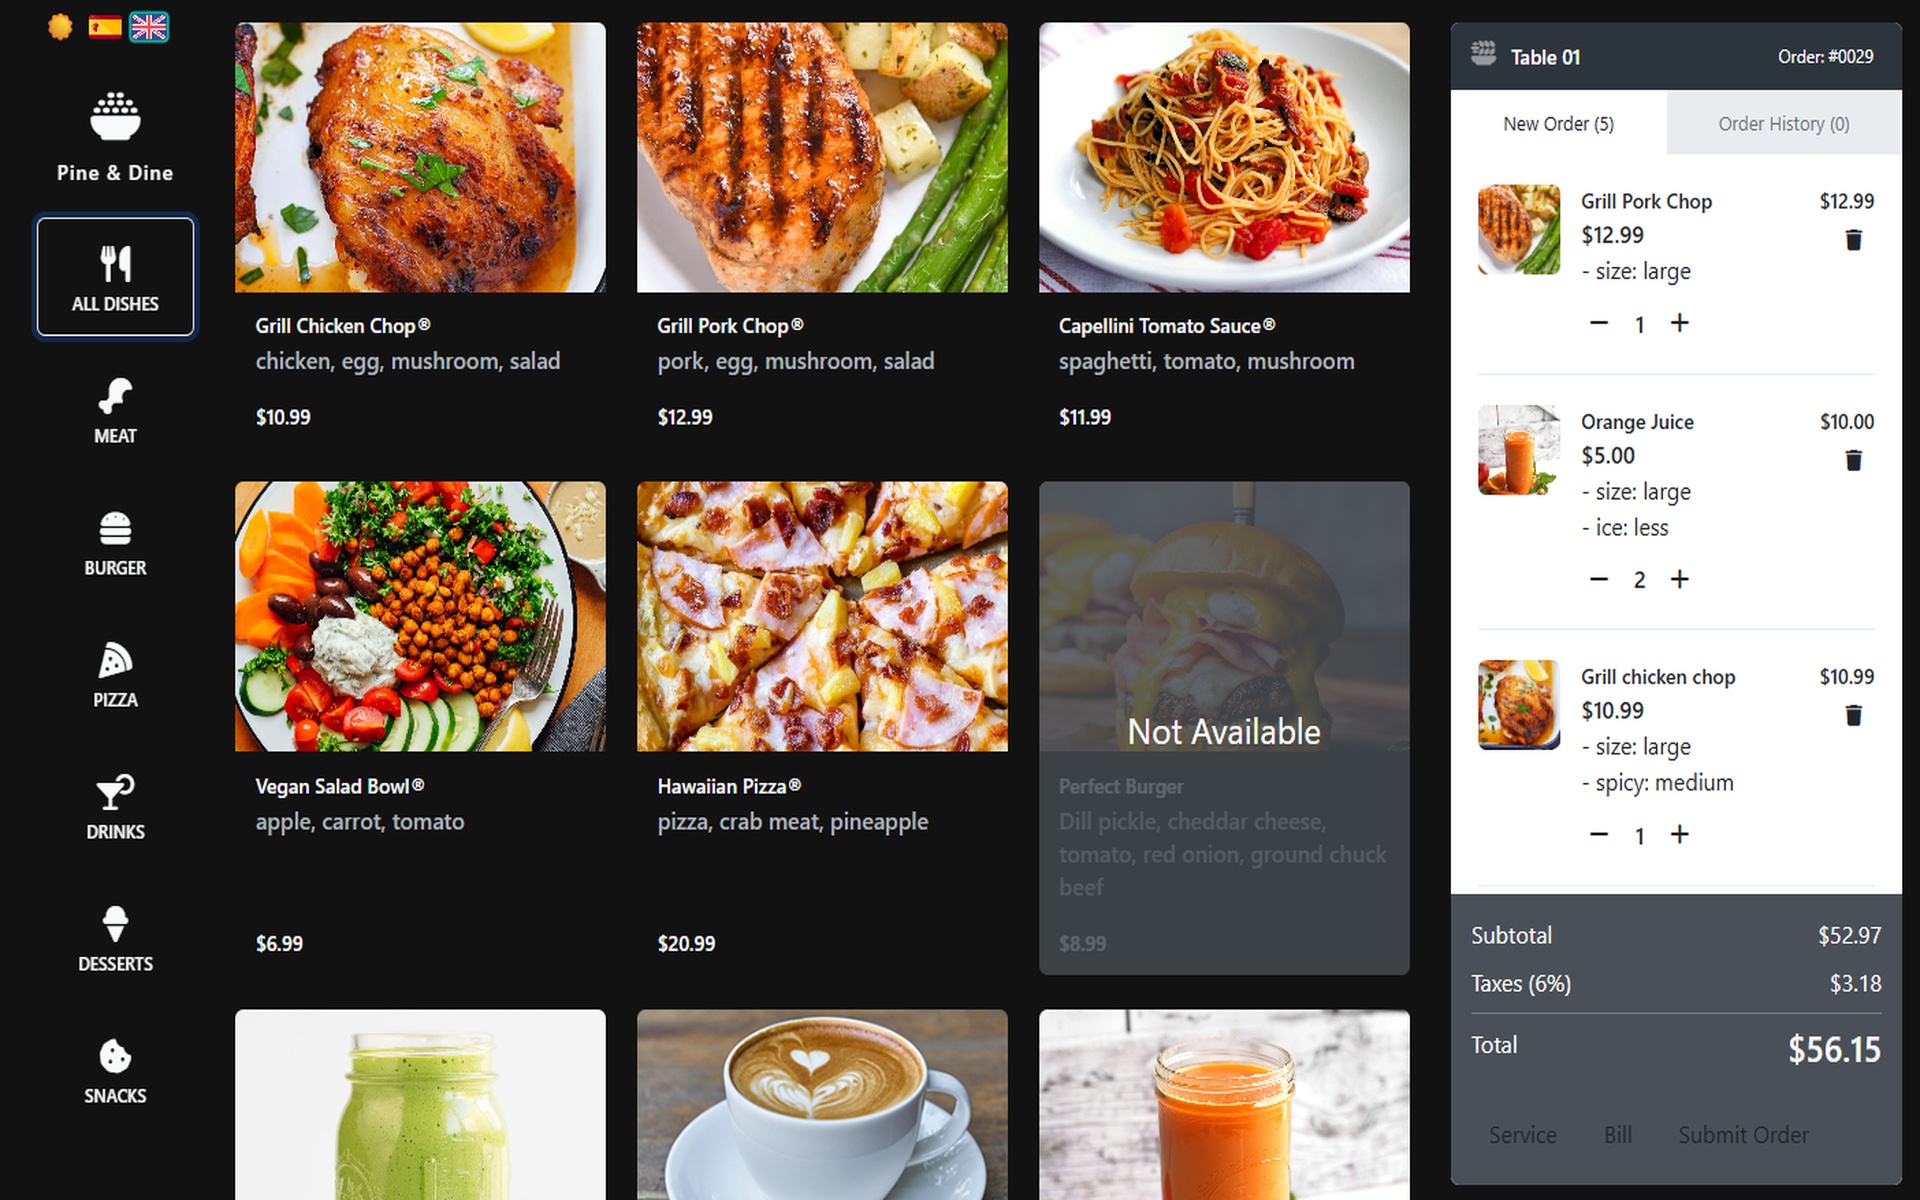 Pine & Dine
ALL DISHES
MEAT
BURGER
PIZZA
DRINKS
DESSERTS
SNACKS
Grill Chicken Chop®
chicken, egg, mushroom, salad
$10.99
Grill Pork Chop®
pork, egg, mushroom, salad
$12.99
Capellini Tomato Sauce®
spaghetti, tomato, mushroom
$11.99
Vegan Salad Bowl®
apple, carrot, tomato
$6.99
Hawaiian Pizza®
pizza, crab meat, pineapple
$20.99
Not Available
Perfect Burger
Dill pickle, cheddar cheese,
tomato, red onion, ground chuck
beef
$8.99
Table 01 Order: #0029
New Order (5) Order History (0)
Grill Pork Chop $12.99
$12.99
- size: large
1
Orange Juice $10.00
$5.00
- size: large
- ice: less
2
Grill chicken chop $10.99
$10.99
- size: large
- spicy: medium
1
Subtotal $52.97
Taxes (6%) $3.18
Total $56.15
Service Bill Submit Order